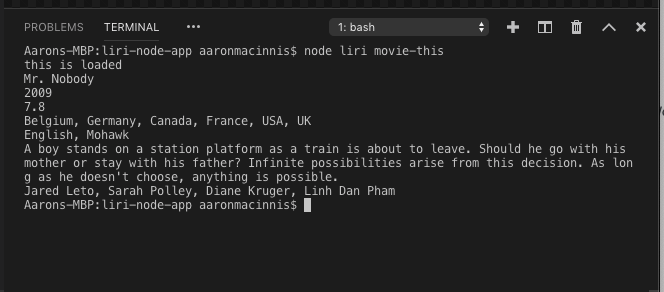 PROBLEMS TERMINAL ••• 1: bash
Aarons-MBP:liri-node-app aaronmacinnis$ node liri movie-this
this is loaded
Mr. Nobody
2009
7.8
Belgium, Germany, Canada, France, USA, UK
English, Mohawk
A boy stands on a station platform as a train is about to leave. Should he go with his
mother or stay with his father? Infinite possibilities arise from this decision. As lon
g as he doesn't choose, anything is possible.
Jared Leto, Sarah Polley, Diane Kruger, Linh Dan Pham
Aarons-MBP:liri-node-app aaronmacinnis$